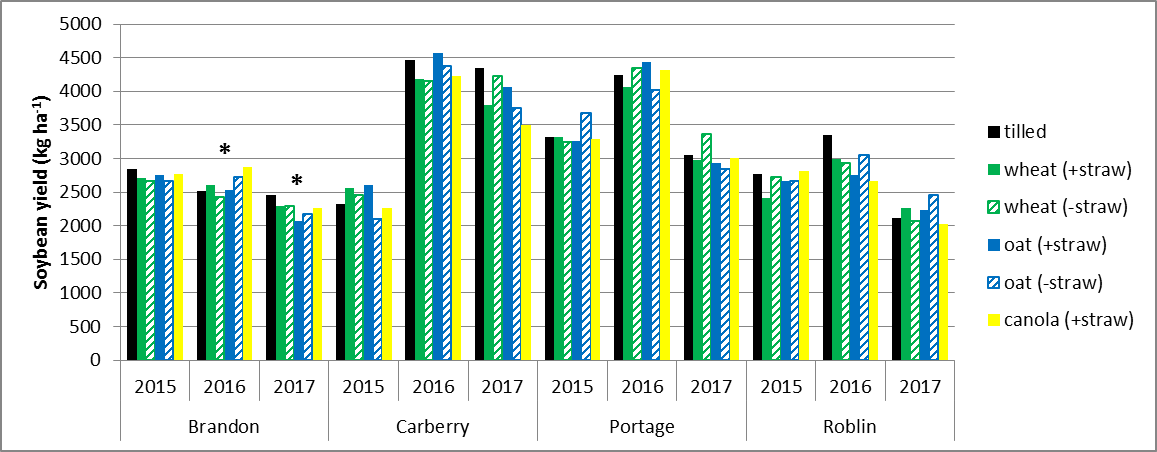 Soybean yield (kg ha-1)
5000
4500
4000
3500
3000
2500
2000
1500
1000
500
0
*
*
2015 2016 2017 2015 2016 2017 2015 2016 2017 2015 2016 2017
Brandon Carberry Portage Roblin
tilled
wheat (+straw)
wheat (-straw)
oat (+straw)
oat (-straw)
canola (+straw)